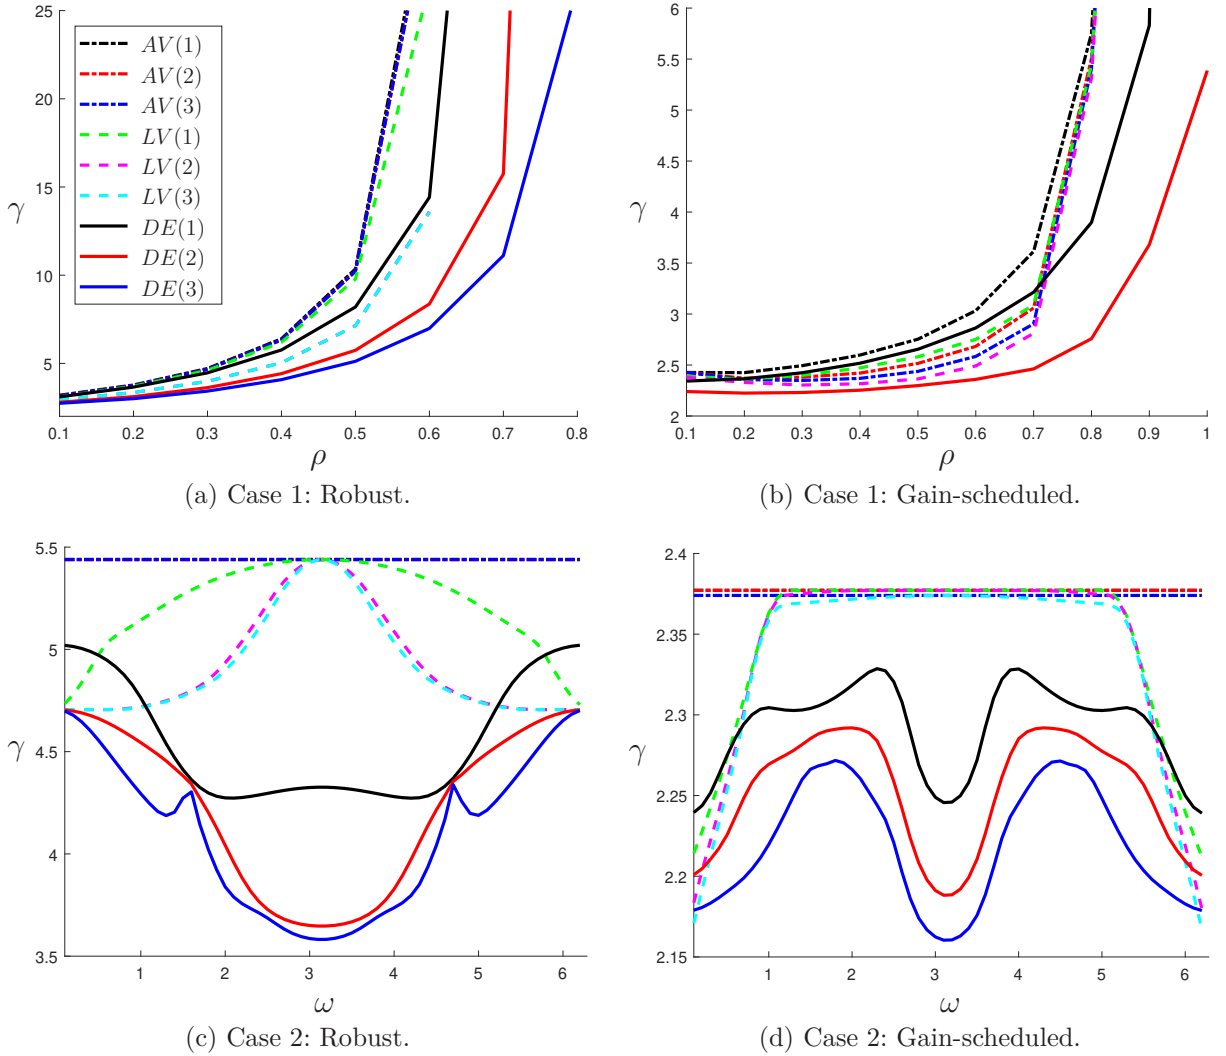 25
20
15
10
5
0.1 0.2 0.3 0.4 0.5 0.6 0.7 0.8
γ
ρ
AV(1)
AV(2)
AV(3)
LV(1)
LV(2)
LV(3)
DE(1)
DE(2)
DE(3)
(a) Case 1: Robust.
6
5.5
5
4.5
4
3.5
3
2.5
2
0.1 0.2 0.3 0.4 0.5 0.6 0.7 0.8 0.9 1
γ
ρ
(b) Case 1: Gain-scheduled.
5.5
5
4.5
4
3.5
1 2 3 4 5 6
γ
ω
(c) Case 2: Robust.
2.4
2.35
2.3
2.25
2.2
2.15
1 2 3 4 5 6
γ
ω
(d) Case 2: Gain-scheduled.